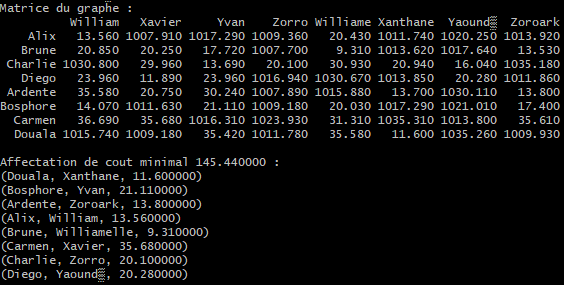 Matrice du graphe :
William Xavier Yvan Zorro Williame Xanthane Yaound▒ Zoroark
Alix 13.560 1007.910 1017.290 1009.360 20.430 1011.740 1020.250 1013.920
Brune 20.850 20.250 17.720 1007.700 9.310 1013.620 1017.640 13.530
Charlie 1030.800 29.960 13.690 20.100 30.930 20.940 16.040 1035.180
Diego 23.960 11.890 23.960 1016.940 1030.670 1013.850 20.280 1011.860
Ardente 35.580 20.750 30.240 1007.890 1015.880 13.700 1030.110 13.800
Bosphore 14.070 1011.630 21.110 1009.180 20.030 1017.290 1021.010 17.400
Carmen 36.690 35.680 1016.310 1023.930 31.310 1035.310 1013.800 35.610
Douala 1015.740 1009.180 35.420 1011.780 35.580 11.600 1035.260 1009.930
Affectation de cout minimal 145.440000 :
(Douala, Xanthane, 11.600000)
(Bosphore, Yvan, 21.110000)
(Ardente, Zoroark, 13.800000)
(Alix, William, 13.560000)
(Brune, Williamelle, 9.310000)
(Carmen, Xavier, 35.680000)
(Charlie, Zorro, 20.100000)
(Diego, Yaound▒, 20.280000)